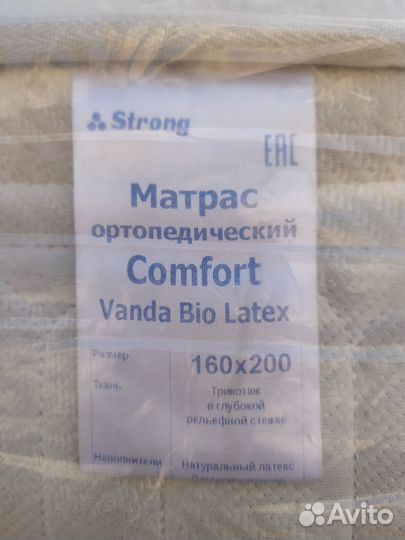 Strong
EAC
Матрас
ортопедический
Comfort
Vanda Bio Latex
Размер 160x200
Ткань Трикотаж
в глубокой
рельефной стежке
Наполнители Натуральный латекс
Avito